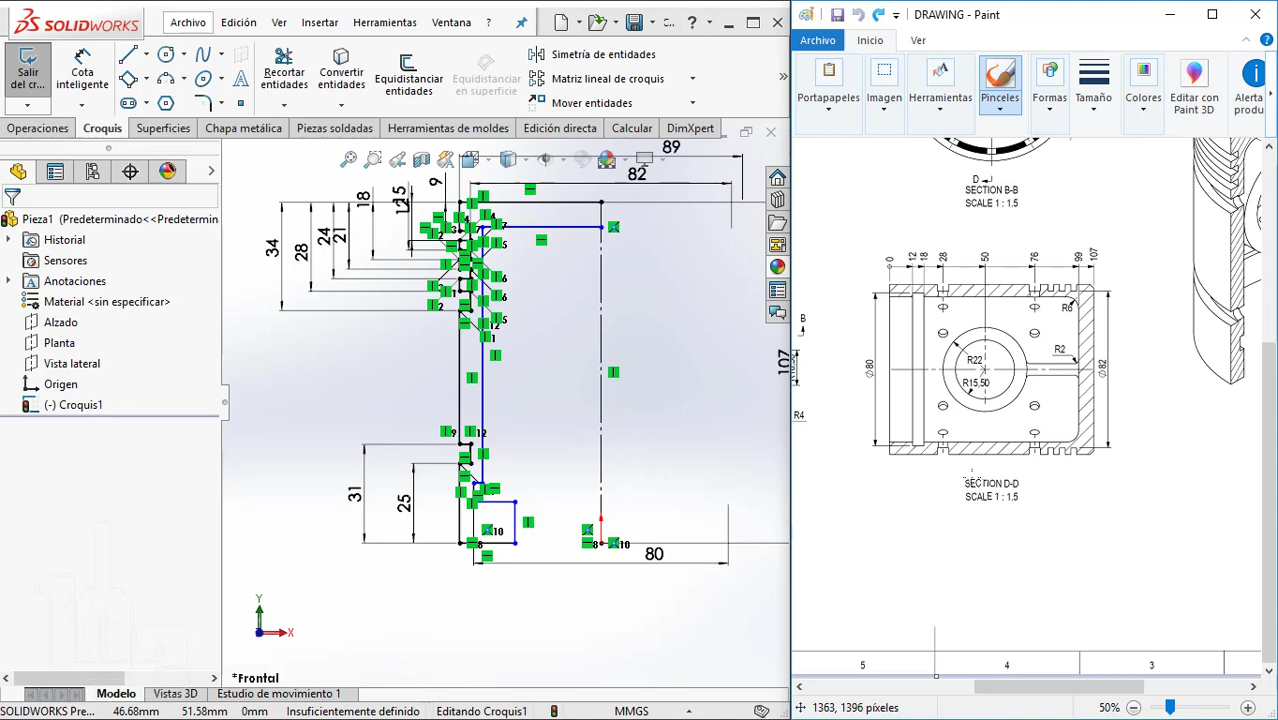 SOLIDWORKS
Archivo Edición Ver Insertar Herramientas Ventana
Salir del cr...
Cota inteligente
Recortar entidades
Convertir entidades
Equidistanciar entidades
Equidistanciar en superficie
Simetría de entidades
Matriz lineal de croquis
Mover entidades
Operaciones Croquis Superficies Chapa metálica Piezas soldadas Herramientas de moldes Edición directa Calcular DimXpert
Pieza1 (Predeterminado<<Predetermin
Historial
Sensores
Anotaciones
Material <sin especificar>
Alzado
Planta
Vista lateral
Origen
(-) Croquis1
89
82
9
15
18
21
24
28
34
107
31
25
80
Y
X
*Frontal
Modelo Vistas 3D Estudio de movimiento 1
SOLIDWORKS Pre... 46.68mm 51.58mm 0mm Insuficientemente definido Editando Croquis1 MMGS
DRAWING - Paint
Archivo Inicio Ver
Portapapeles Imagen Herramientas Pinceles Formas Tamaño Colores Editar con Paint 3D Alerta produ
D
SECTION B-B
SCALE 1 : 1.5
0 12 18 28 50 76 99 107
B
R6
R2
R22
R15,50
∅80
∅82
R4
SECTION D-D
SCALE 1 : 1.5
5 4 3
1363, 1396 píxeles 50%